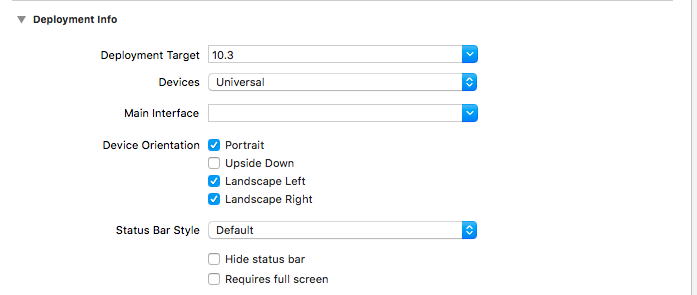 Deployment Info
Deployment Target 10.3
Devices Universal
Main Interface
Device Orientation Portrait
Upside Down
Landscape Left
Landscape Right
Status Bar Style Default
Hide status bar
Requires full screen